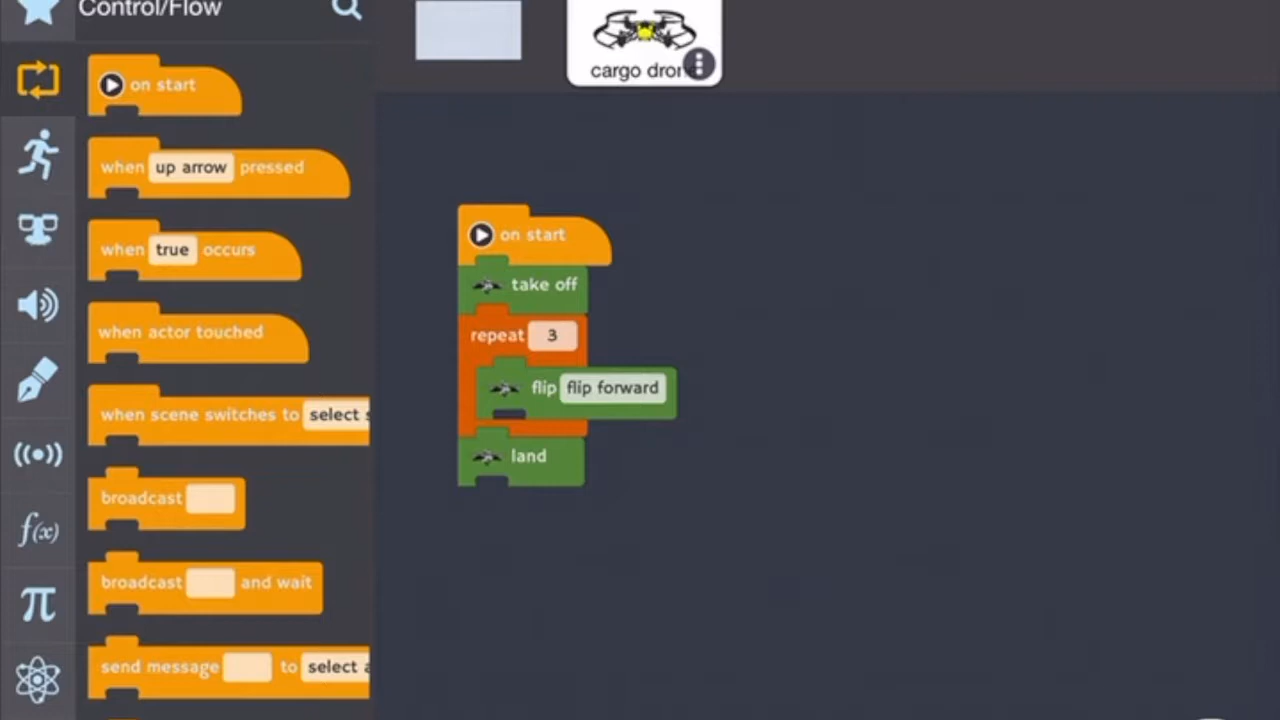 Control/Flow
on start
when up arrow pressed
when true occurs
when actor touched
when scene switches to select
broadcast
broadcast and wait
send message to select
f(x)
π
cargo dron
on start
take off
repeat 3
flip flip forward
land